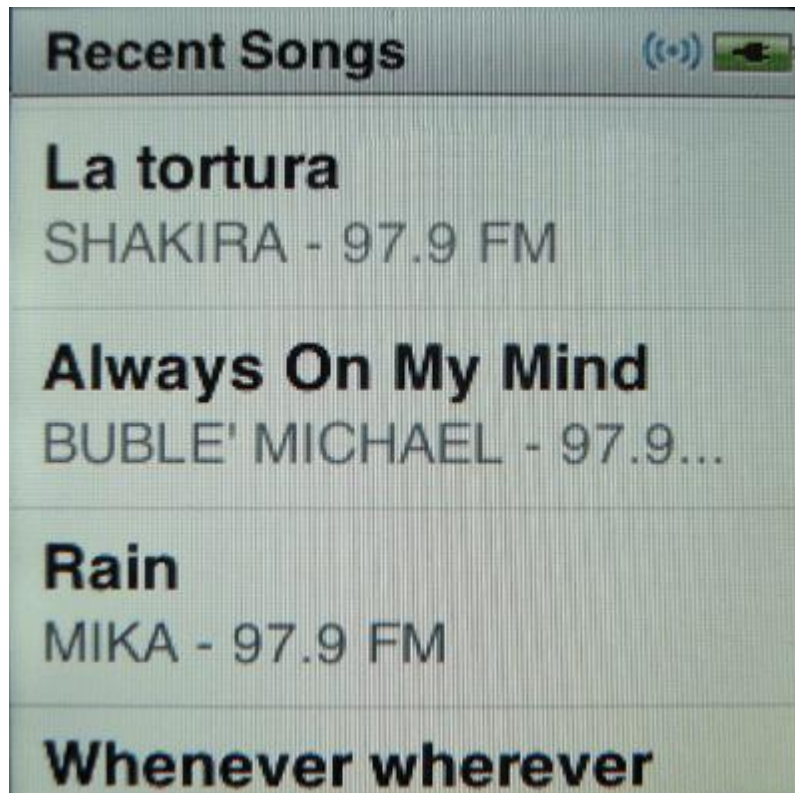 Recent Songs
La tortura
SHAKIRA - 97.9 FM
Always On My Mind
BUBLE' MICHAEL - 97.9...
Rain
MIKA - 97.9 FM
Whenever wherever